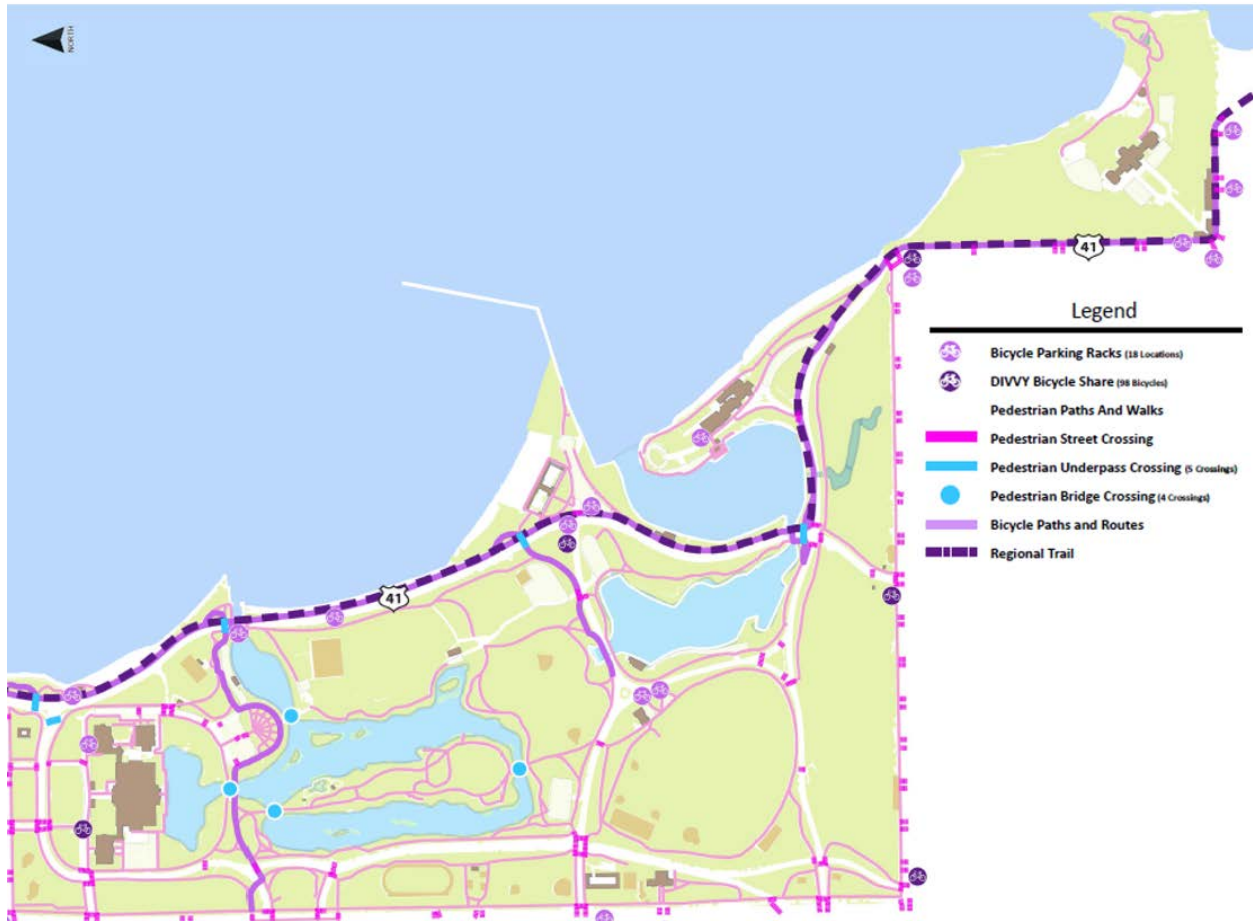 NORTH
41
Legend
Bicycle Parking Racks (18 Locations)
DIVVY Bicycle Share (98 Bicycles)
Pedestrian Paths And Walks
Pedestrian Street Crossing
Pedestrian Underpass Crossing (5 Crossings)
Pedestrian Bridge Crossing (4 Crossings)
Bicycle Paths and Routes
Regional Trail
41